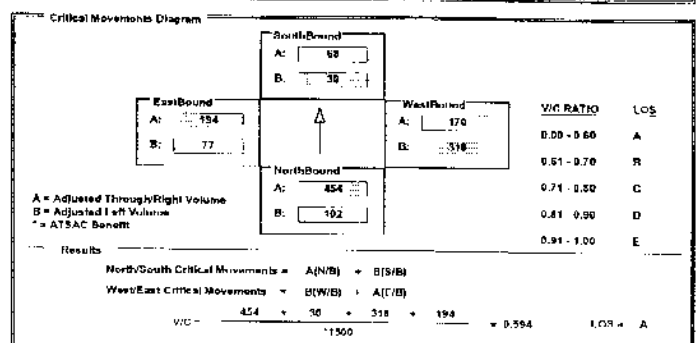 Critical Movements Diagram
SouthBound
A: 68
B: 30
EastBound
A: 194
B: 77
WestBound
A: 170
B: 316
NorthBound
A: 454
B: 102
V/C RATIO LOS
0.00 - 0.60 A
0.61 - 0.70 B
0.71 - 0.80 C
0.81 - 0.90 D
0.91 - 1.00 E
A = Adjusted Through/Right Volume
B = Adjusted Left Volume
* = ATSAC Benefit
Results
North/South Critical Movements = A(N/B) + B(S/B)
West/East Critical Movements = B(W/B) + A(E/B)
V/C = 454 + 30 + 316 + 194 = 0.594 LOS = A
*1500